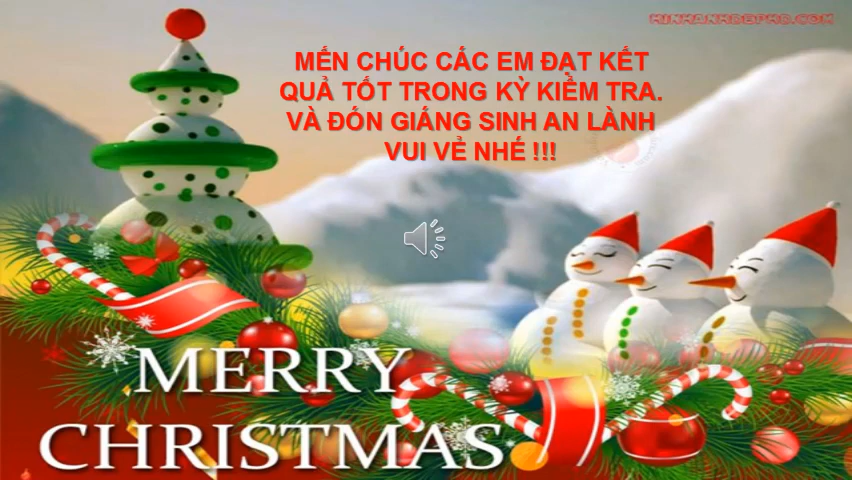 MẾN CHÚC CÁC EM ĐẠT KẾT
QUẢ TỐT TRONG KỲ KIỂM TRA.
VÀ ĐÓN GIÁNG SINH AN LÀNH
VUI VẺ NHÉ !!!
MERRY
CHRISTMAS